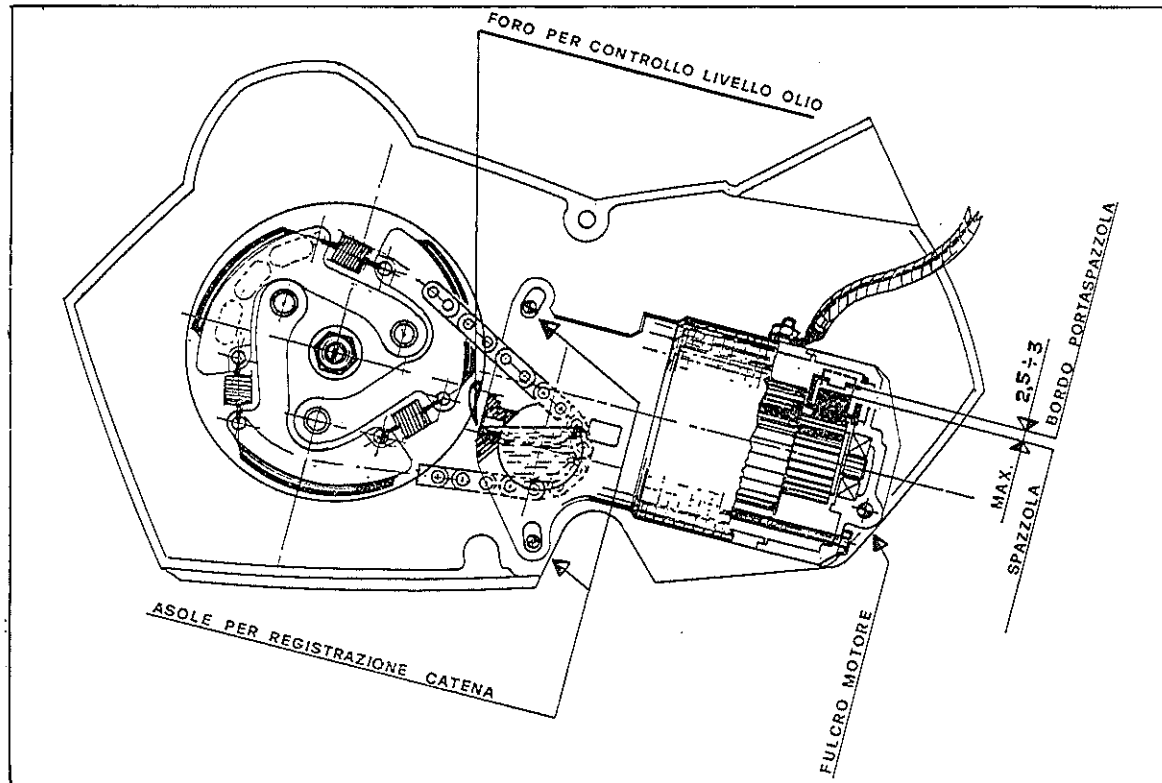 FORO PER CONTROLLO LIVELLO OLIO
BORDO PORTASPAZZOLA
2,5÷3
MAX.
SPAZZOLA
ASOLE PER REGISTRAZIONE CATENA
FULCRO MOTORE